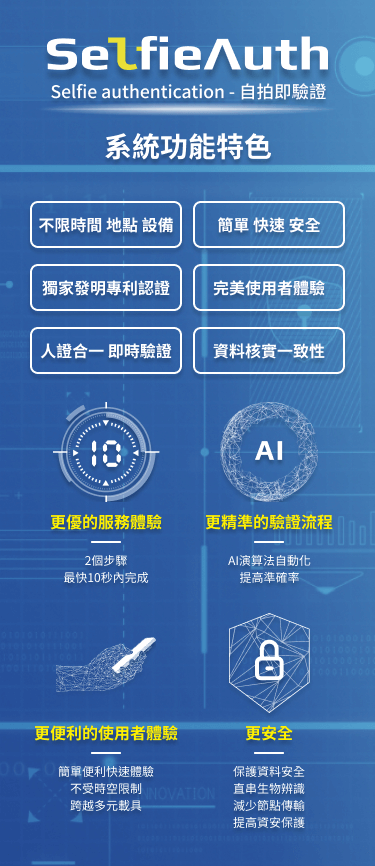 SelfieAuth
Selfie authentication - 自拍即驗證
系統功能特色
不限時間 地點 設備
簡單 快速 安全
獨家發明專利認證
完美使用者體驗
人證合一 即時驗證
資料核實一致性
10
AI
更優的服務體驗
更精準的驗證流程
2個步驟
最快10秒內完成
AI演算法自動化
提高準確率
更便利的使用者體驗
更安全
簡單便利快速體驗
不受時空限制
跨越多元載具
保護資料安全
直串生物辨識
減少節點傳輸
提高資安保護
INNOVATION